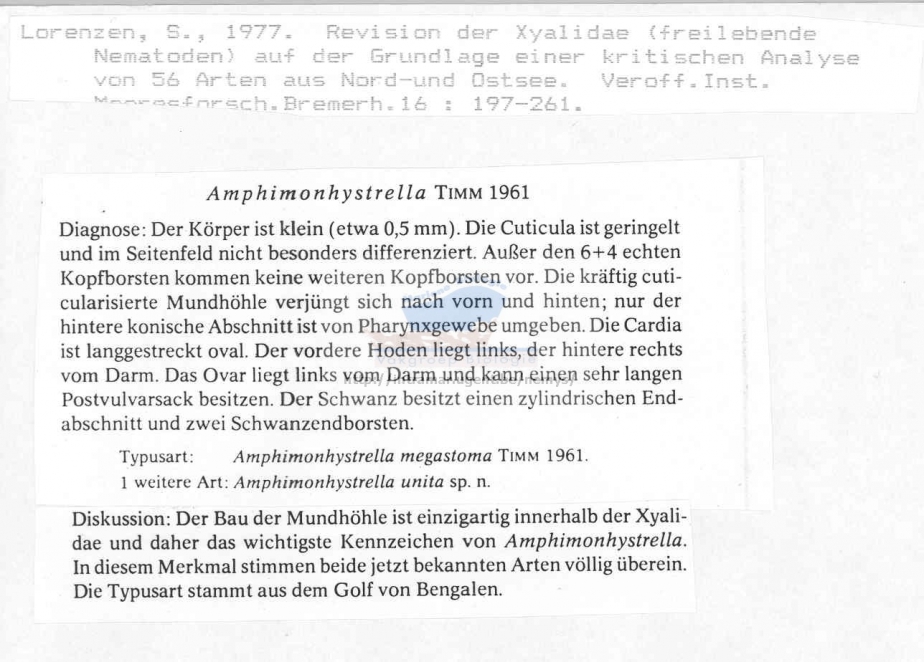 Lorenzen, S., 1977. Revision der Xyalidae (freilebende
Nematoden) auf der Grundlage einer kritischen Analyse
von 56 Arten aus Nord-und Ostsee. Veroff.Inst.
Meeresforsch.Bremerh.16 : 197-261.
Amphimonhystrella TIMM 1961
Diagnose: Der Körper ist klein (etwa 0,5 mm). Die Cuticula ist geringelt
und im Seitenfeld nicht besonders differenziert. Außer den 6+4 echten
Kopfborsten kommen keine weiteren Kopfborsten vor. Die kräftig cuti-
cularisierte Mundhöhle verjüngt sich nach vorn und hinten; nur der
hintere konische Abschnitt ist von Pharynxgewebe umgeben. Die Cardia
ist langgestreckt oval. Der vordere Hoden liegt links, der hintere rechts
vom Darm. Das Ovar liegt links vom Darm und kann einen sehr langen
Postvulvarsack besitzen. Der Schwanz besitzt einen zylindrischen End-
abschnitt und zwei Schwanzendborsten.
Typusart: Amphimonhystrella megastoma TIMM 1961.
1 weitere Art: Amphimonhystrella unita sp. n.
Diskussion: Der Bau der Mundhöhle ist einzigartig innerhalb der Xyali-
dae und daher das wichtigste Kennzeichen von Amphimonhystrella.
In diesem Merkmal stimmen beide jetzt bekannten Arten völlig überein.
Die Typusart stammt aus dem Golf von Bengalen.